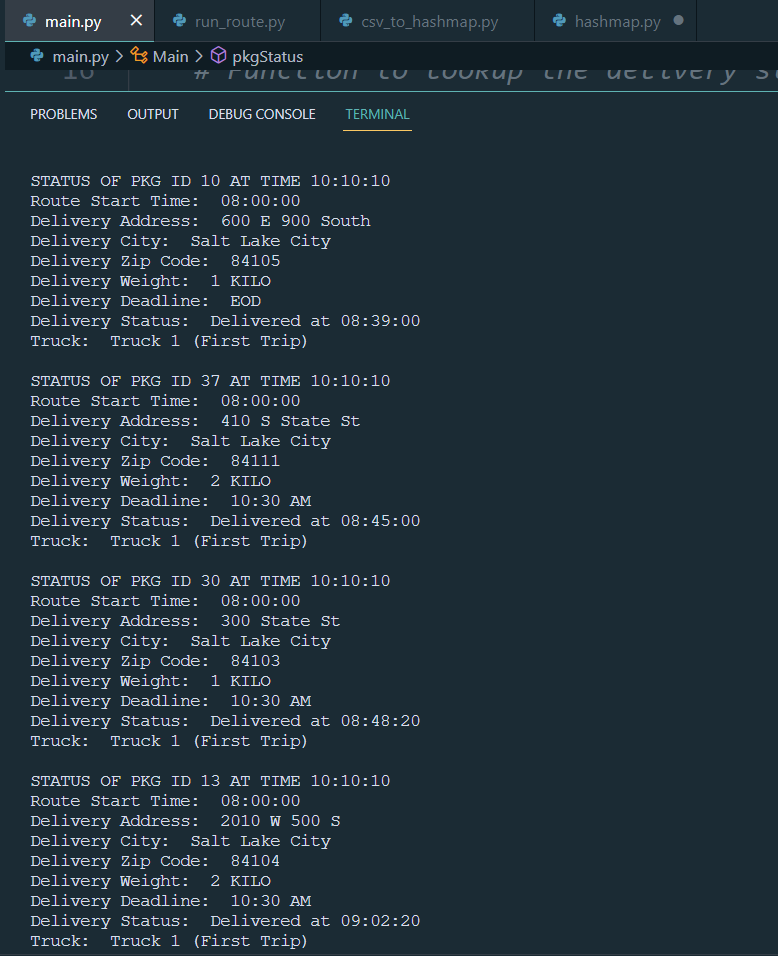 main.py
run_route.py
csv_to_hashmap.py
hashmap.py
main.py > Main > pkgStatus
16 # Function to lookup the delivery s
PROBLEMS OUTPUT DEBUG CONSOLE TERMINAL
STATUS OF PKG ID 10 AT TIME 10:10:10
Route Start Time:  08:00:00
Delivery Address:  600 E 900 South
Delivery City:  Salt Lake City
Delivery Zip Code:  84105
Delivery Weight:  1 KILO
Delivery Deadline:  EOD
Delivery Status:  Delivered at 08:39:00
Truck:  Truck 1 (First Trip)
STATUS OF PKG ID 37 AT TIME 10:10:10
Route Start Time:  08:00:00
Delivery Address:  410 S State St
Delivery City:  Salt Lake City
Delivery Zip Code:  84111
Delivery Weight:  2 KILO
Delivery Deadline:  10:30 AM
Delivery Status:  Delivered at 08:45:00
Truck:  Truck 1 (First Trip)
STATUS OF PKG ID 30 AT TIME 10:10:10
Route Start Time:  08:00:00
Delivery Address:  300 State St
Delivery City:  Salt Lake City
Delivery Zip Code:  84103
Delivery Weight:  1 KILO
Delivery Deadline:  10:30 AM
Delivery Status:  Delivered at 08:48:20
Truck:  Truck 1 (First Trip)
STATUS OF PKG ID 13 AT TIME 10:10:10
Route Start Time:  08:00:00
Delivery Address:  2010 W 500 S
Delivery City:  Salt Lake City
Delivery Zip Code:  84104
Delivery Weight:  2 KILO
Delivery Deadline:  10:30 AM
Delivery Status:  Delivered at 09:02:20
Truck:  Truck 1 (First Trip)